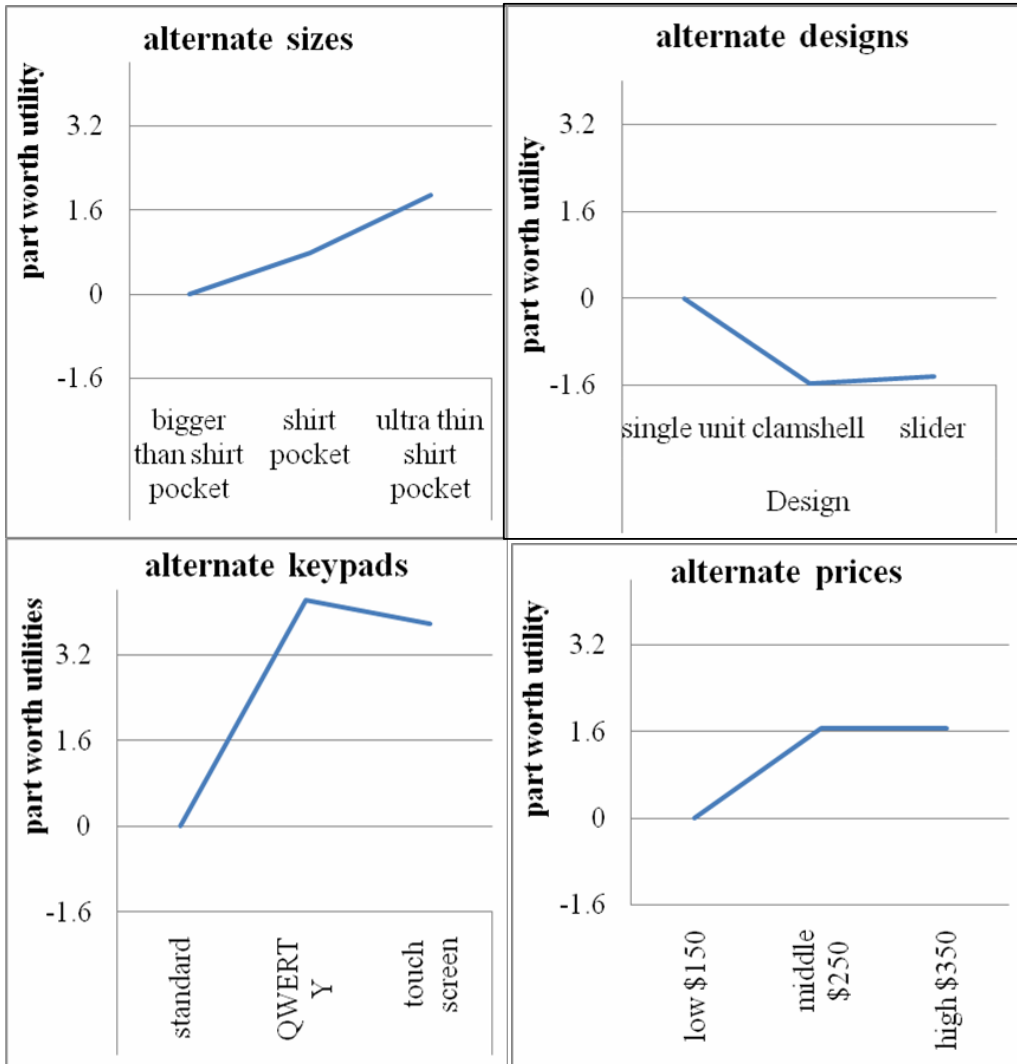 alternate sizes
part worth utility
3.2
1.6
0
-1.6
bigger than shirt pocket
shirt pocket
ultra thin shirt pocket
alternate designs
part worth utility
3.2
1.6
0
-1.6
single unit
clamshell
slider
Design
alternate keypads
part worth utilities
3.2
1.6
0
-1.6
standard
QWERT
Y
touch
screen
alternate prices
part worth utility
3.2
1.6
0
-1.6
low $150
middle
$250
high $350